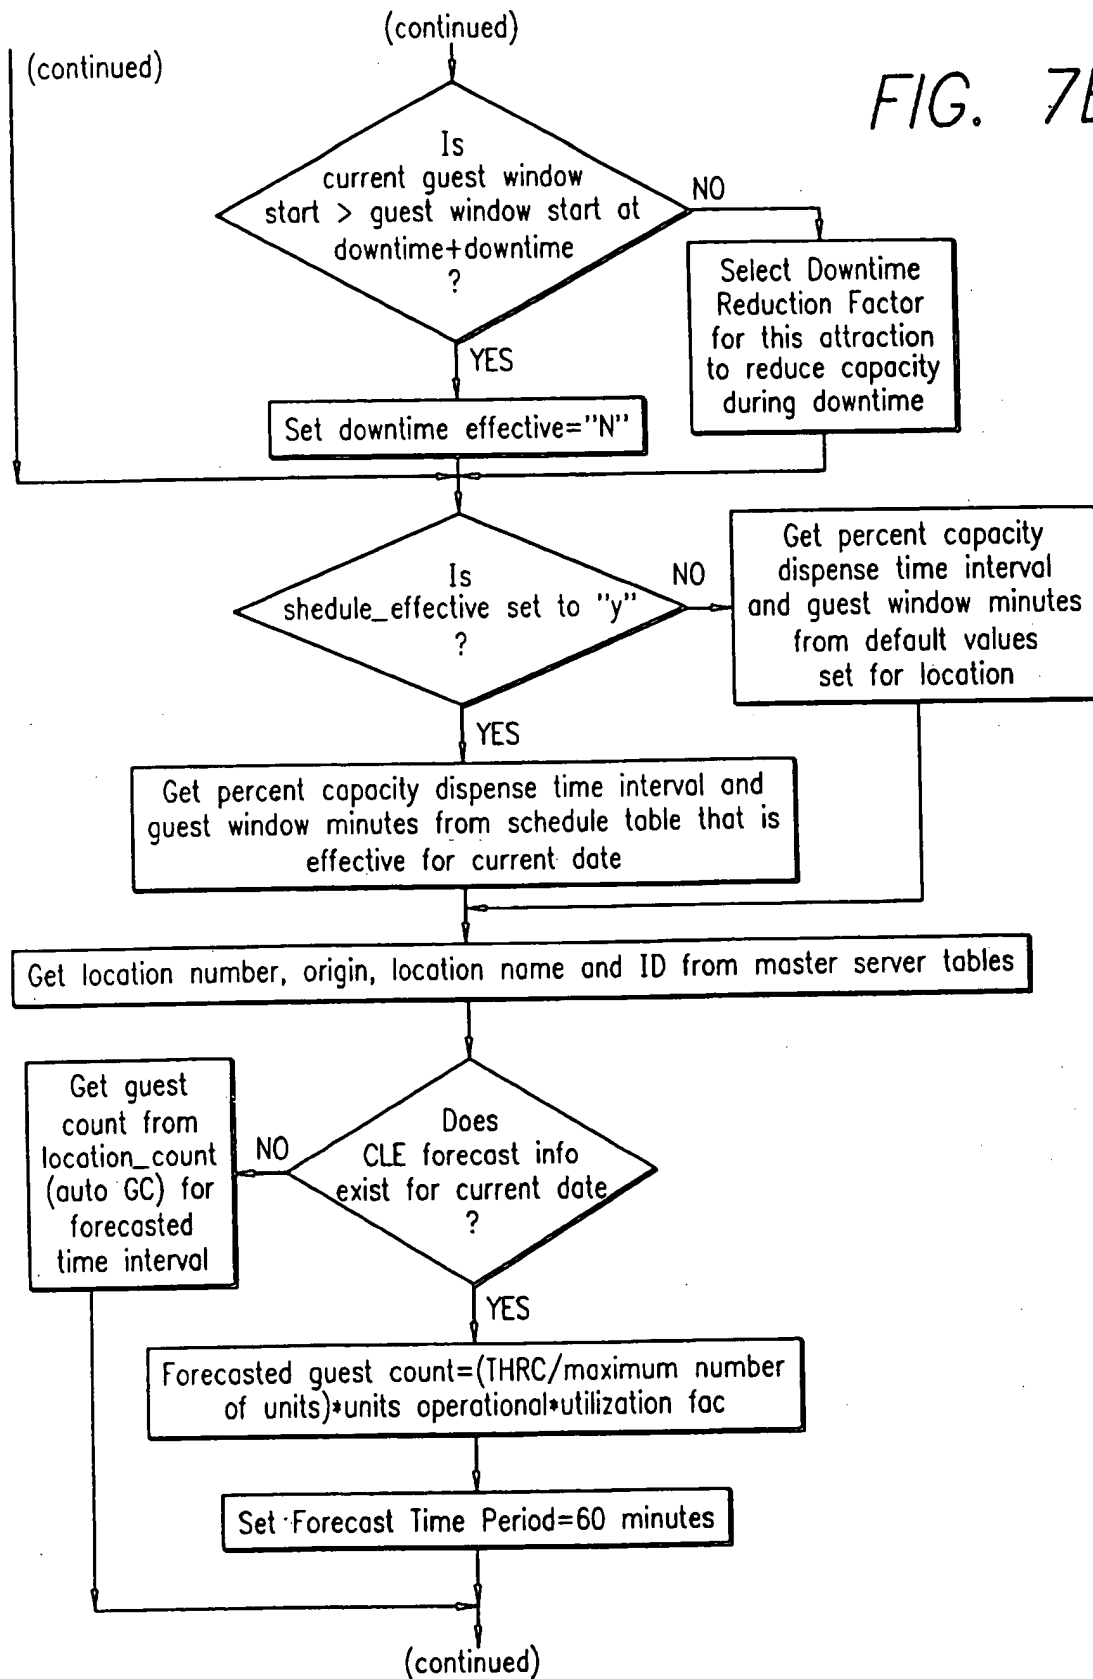 (continued)
(continued)
FIG. 7B
Is
current guest window
start > guest window start at
downtime+downtime
?
NO
Select Downtime
Reduction Factor
for this attraction
to reduce capacity
during downtime
YES
Set downtime effective="N"
Is
shedule_effective set to "y"
?
NO
Get percent capacity
dispense time interval
and guest window minutes
from default values
set for location
YES
Get percent capacity dispense time interval and
guest window minutes from schedule table that is
effective for current date
Get location number, origin, location name and ID from master server tables
Does
CLE forecast info
exist for current date
?
NO
Get guest
count from
location_count
(auto GC) for
forecasted
time interval
YES
Forecasted guest count=(THRC/maximum number
of units)*units operational*utilization fac
Set Forecast Time Period=60 minutes
(continued)